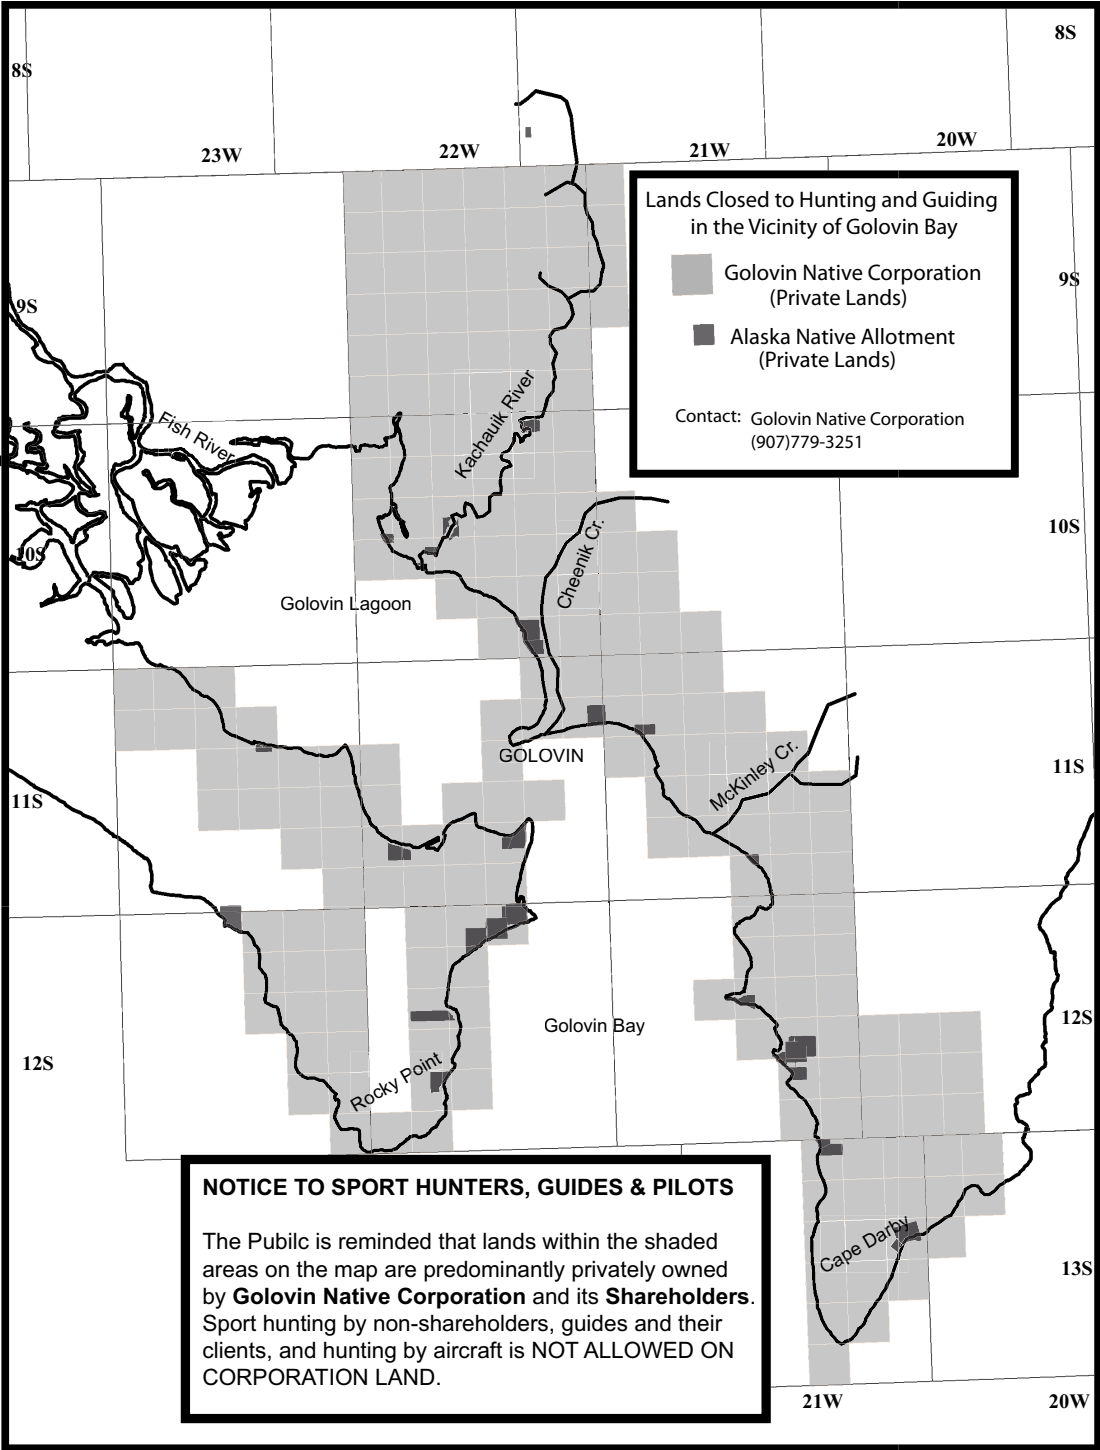 8S
8S
23W
22W
21W
20W
Lands Closed to Hunting and Guiding
in the Vicinity of Golovin Bay
Golovin Native Corporation
(Private Lands)
Alaska Native Allotment
(Private Lands)
Contact: Golovin Native Corporation
(907)779-3251
9S
9S
Fish River
Kachauik River
10S
10S
Cheenik Cr.
Golovin Lagoon
GOLOVIN
McKinley Cr.
11S
11S
Golovin Bay
12S
12S
Rocky Point
Cape Darby
13S
NOTICE TO SPORT HUNTERS, GUIDES & PILOTS
The Pubilc is reminded that lands within the shaded
areas on the map are predominantly privately owned
by Golovin Native Corporation and its Shareholders.
Sport hunting by non-shareholders, guides and their
clients, and hunting by aircraft is NOT ALLOWED ON
CORPORATION LAND.
21W
20W